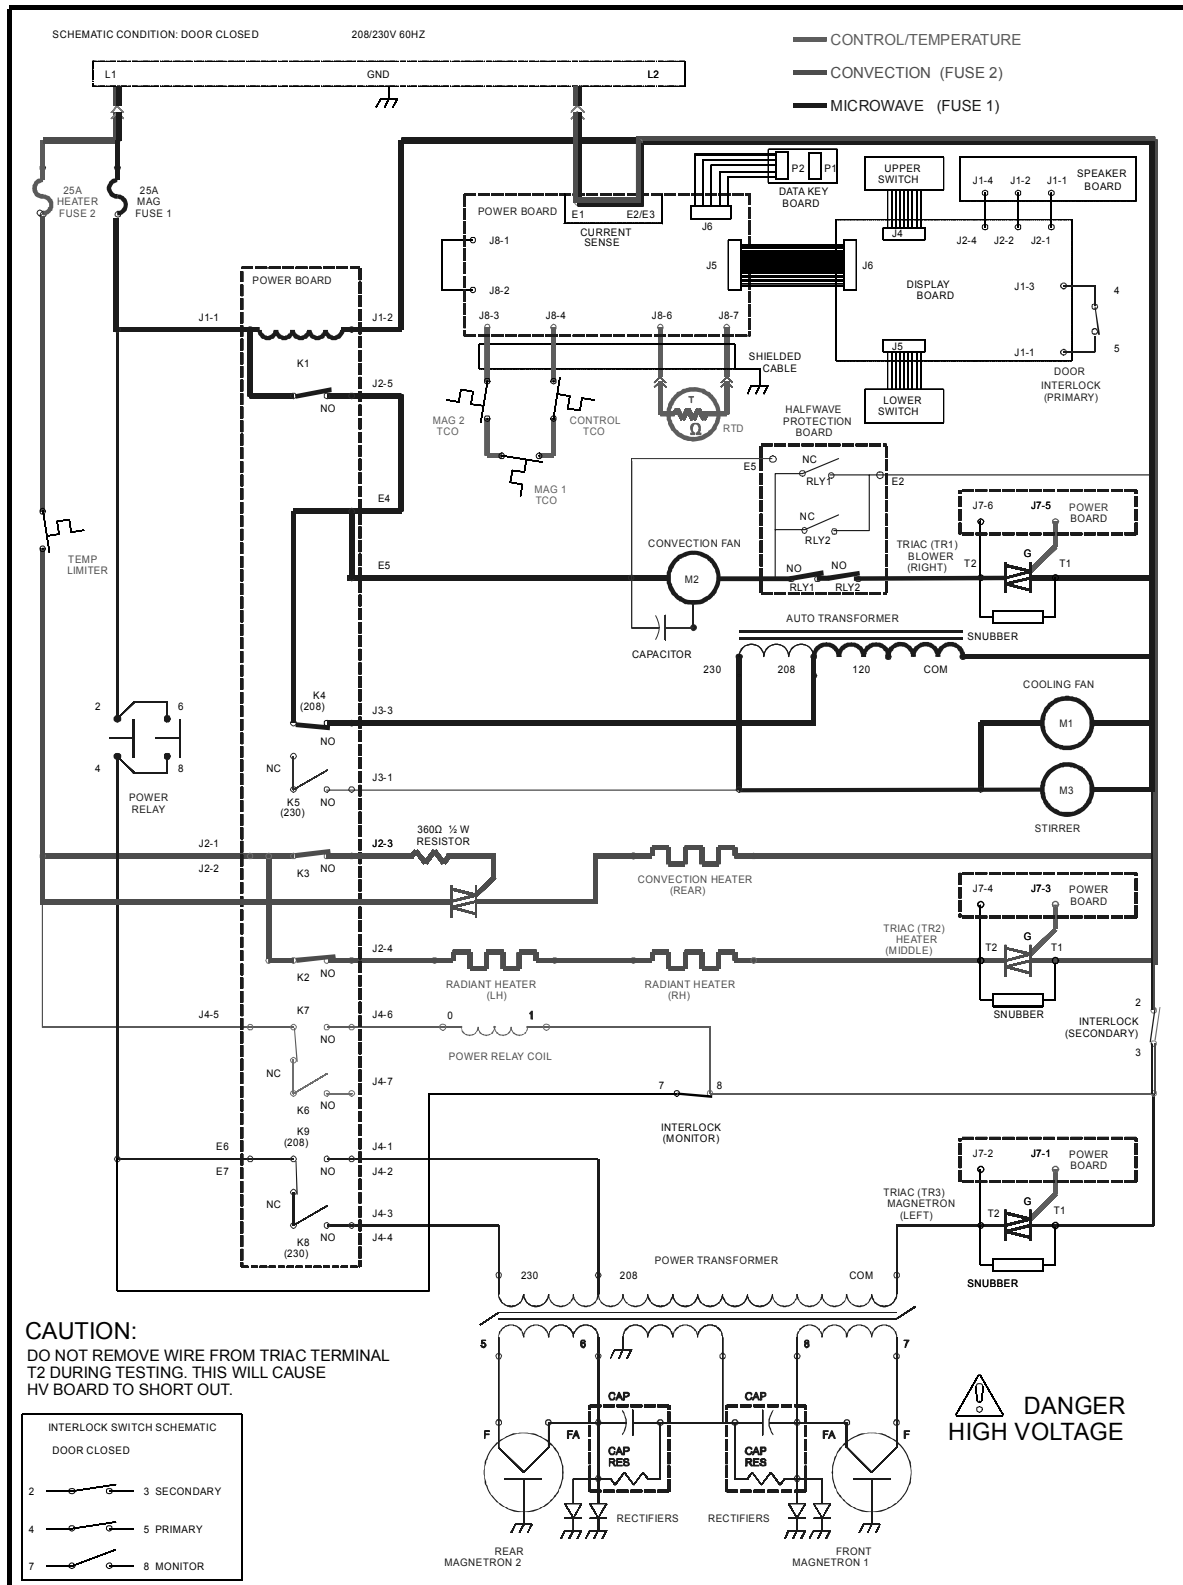 SCHEMATIC CONDITION: DOOR CLOSED 208/230V 60HZ
CONTROL/TEMPERATURE
CONVECTION (FUSE 2)
MICROWAVE (FUSE 1)
L1 GND L2
25A
HEATER
FUSE 2
25A
MAG
FUSE 1
POWER BOARD
E1 E2/E3
CURRENT
SENSE
J6
P2 P1
DATA KEY
BOARD
UPPER
SWITCH
J4
J1-4 J1-2 J1-1
SPEAKER
BOARD
J2-4 J2-2 J2-1
J8-1
J8-2
J5
J6
DISPLAY
BOARD
J1-3
4
J8-3 J8-4 J8-6 J8-7
J5
J1-1
5
LOWER
SWITCH
DOOR
INTERLOCK
(PRIMARY)
SHIELDED
CABLE
POWER BOARD
J1-1 J1-2
K1
J2-5
NO
MAG 2
TCO
CONTROL
TCO
MAG 1
TCO
T
Ω
RTD
HALFWAVE
PROTECTION
BOARD
E5
NC
RLY1
E2
NC
RLY2
NO NO
RLY1 RLY2
J7-6 J7-5
POWER
BOARD
TRIAC (TR1)
BLOWER
(RIGHT)
T2 G T1
SNUBBER
E4
E5
TEMP
LIMITER
CONVECTION FAN
M2
CAPACITOR
AUTO TRANSFORMER
230 208 120 COM
COOLING FAN
M1
M3
STIRRER
K4
(208)
NO
J3-3
NC
K5
(230)
NO
J3-1
2 6
4 8
POWER
RELAY
J2-1
J2-2
K3
NO
J2-3
360Ω ½ W
RESISTOR
CONVECTION HEATER
(REAR)
J7-4 J7-3
POWER
BOARD
TRIAC (TR2)
HEATER
(MIDDLE)
T2 G T1
SNUBBER
K2
NO
J2-4
RADIANT HEATER
(LH)
RADIANT HEATER
(RH)
2
INTERLOCK
(SECONDARY)
3
J4-5
K7
NO
J4-6
0 1
POWER RELAY COIL
NC
K6
NO
J4-7
7 8
INTERLOCK
(MONITOR)
E6
E7
K9
(208)
NO
J4-1
J4-2
NC
K8
(230)
NO
J4-3
J4-4
J7-2 J7-1
POWER
BOARD
TRIAC (TR3)
MAGNETRON
(LEFT)
T2 G T1
SNUBBER
POWER TRANSFORMER
230 208 COM
5 6 8 7
CAUTION:
DO NOT REMOVE WIRE FROM TRIAC TERMINAL
T2 DURING TESTING. THIS WILL CAUSE
HV BOARD TO SHORT OUT.
INTERLOCK SWITCH SCHEMATIC
DOOR CLOSED
2 3 SECONDARY
4 5 PRIMARY
7 8 MONITOR
CAP CAP
F FA FA F
CAP
RES
CAP
RES
RECTIFIERS RECTIFIERS
REAR
MAGNETRON 2
FRONT
MAGNETRON 1
DANGER
HIGH VOLTAGE